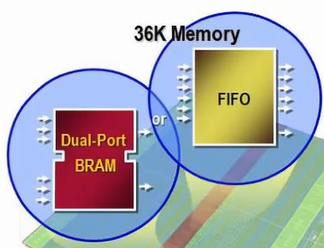 36K Memory
FIFO
or
Dual-Port
BRAM